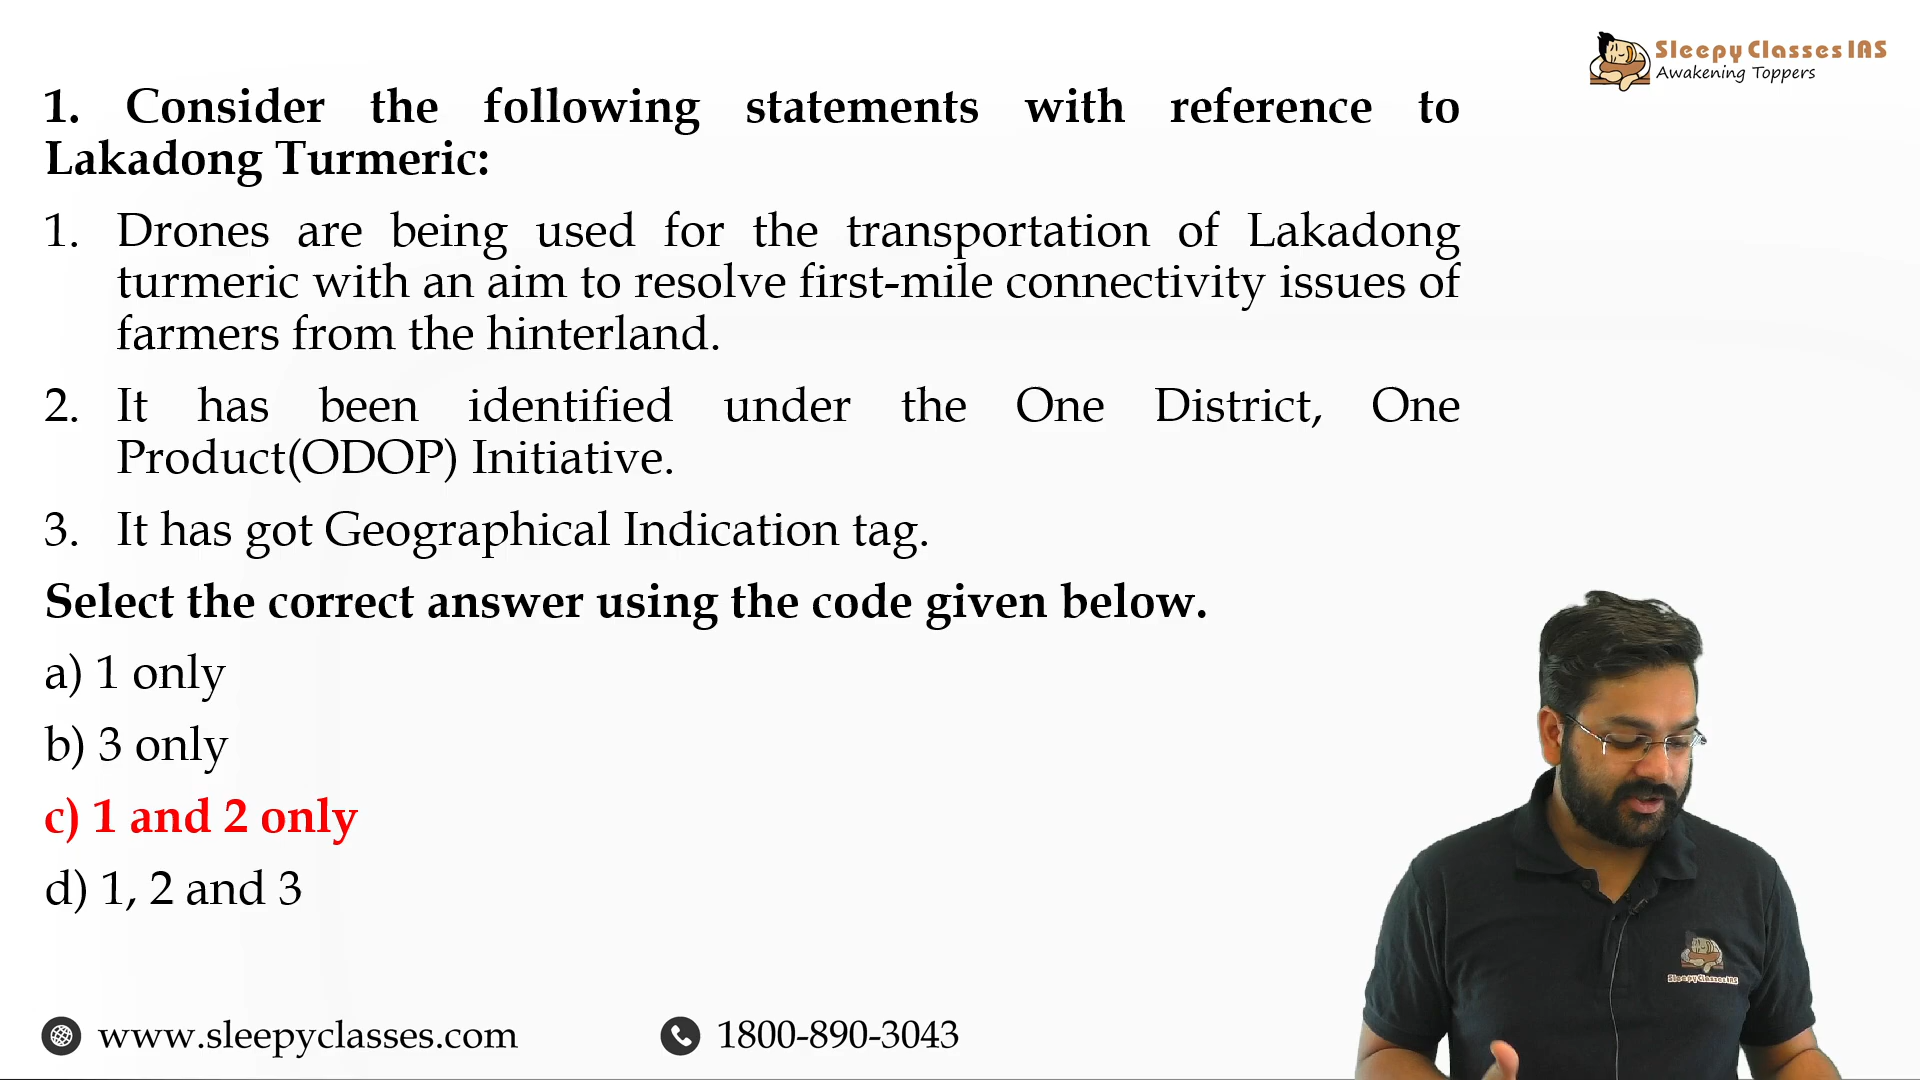 Sleepy Classes IAS
Awakening Toppers
1. Consider the following statements with reference to
Lakadong Turmeric:
1. Drones are being used for the transportation of Lakadong
turmeric with an aim to resolve first-mile connectivity issues of
farmers from the hinterland.
2. It has been identified under the One District, One
Product(ODOP) Initiative.
3. It has got Geographical Indication tag.
Select the correct answer using the code given below.
a) 1 only
b) 3 only
c) 1 and 2 only
d) 1, 2 and 3
Sleepy Classes IAS
www.sleepyclasses.com
1800-890-3043